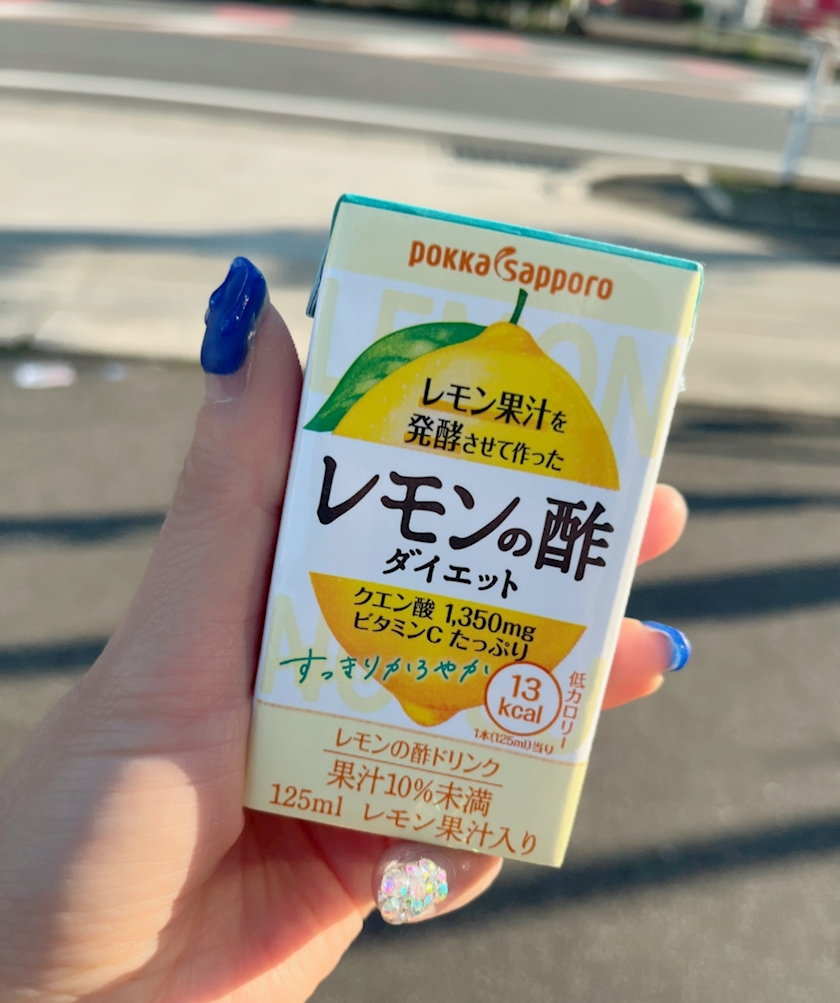 pokka sapporo
LEMON
レモン果汁を
発酵させて作った
レモンの酢
ダイエット
クエン酸 1,350mg
ビタミンC たっぷり
すっきりかろやか
13
kcal
低カロリー
1本(125ml)当り
レモンの酢ドリンク
果汁10%未満
125ml レモン果汁入り